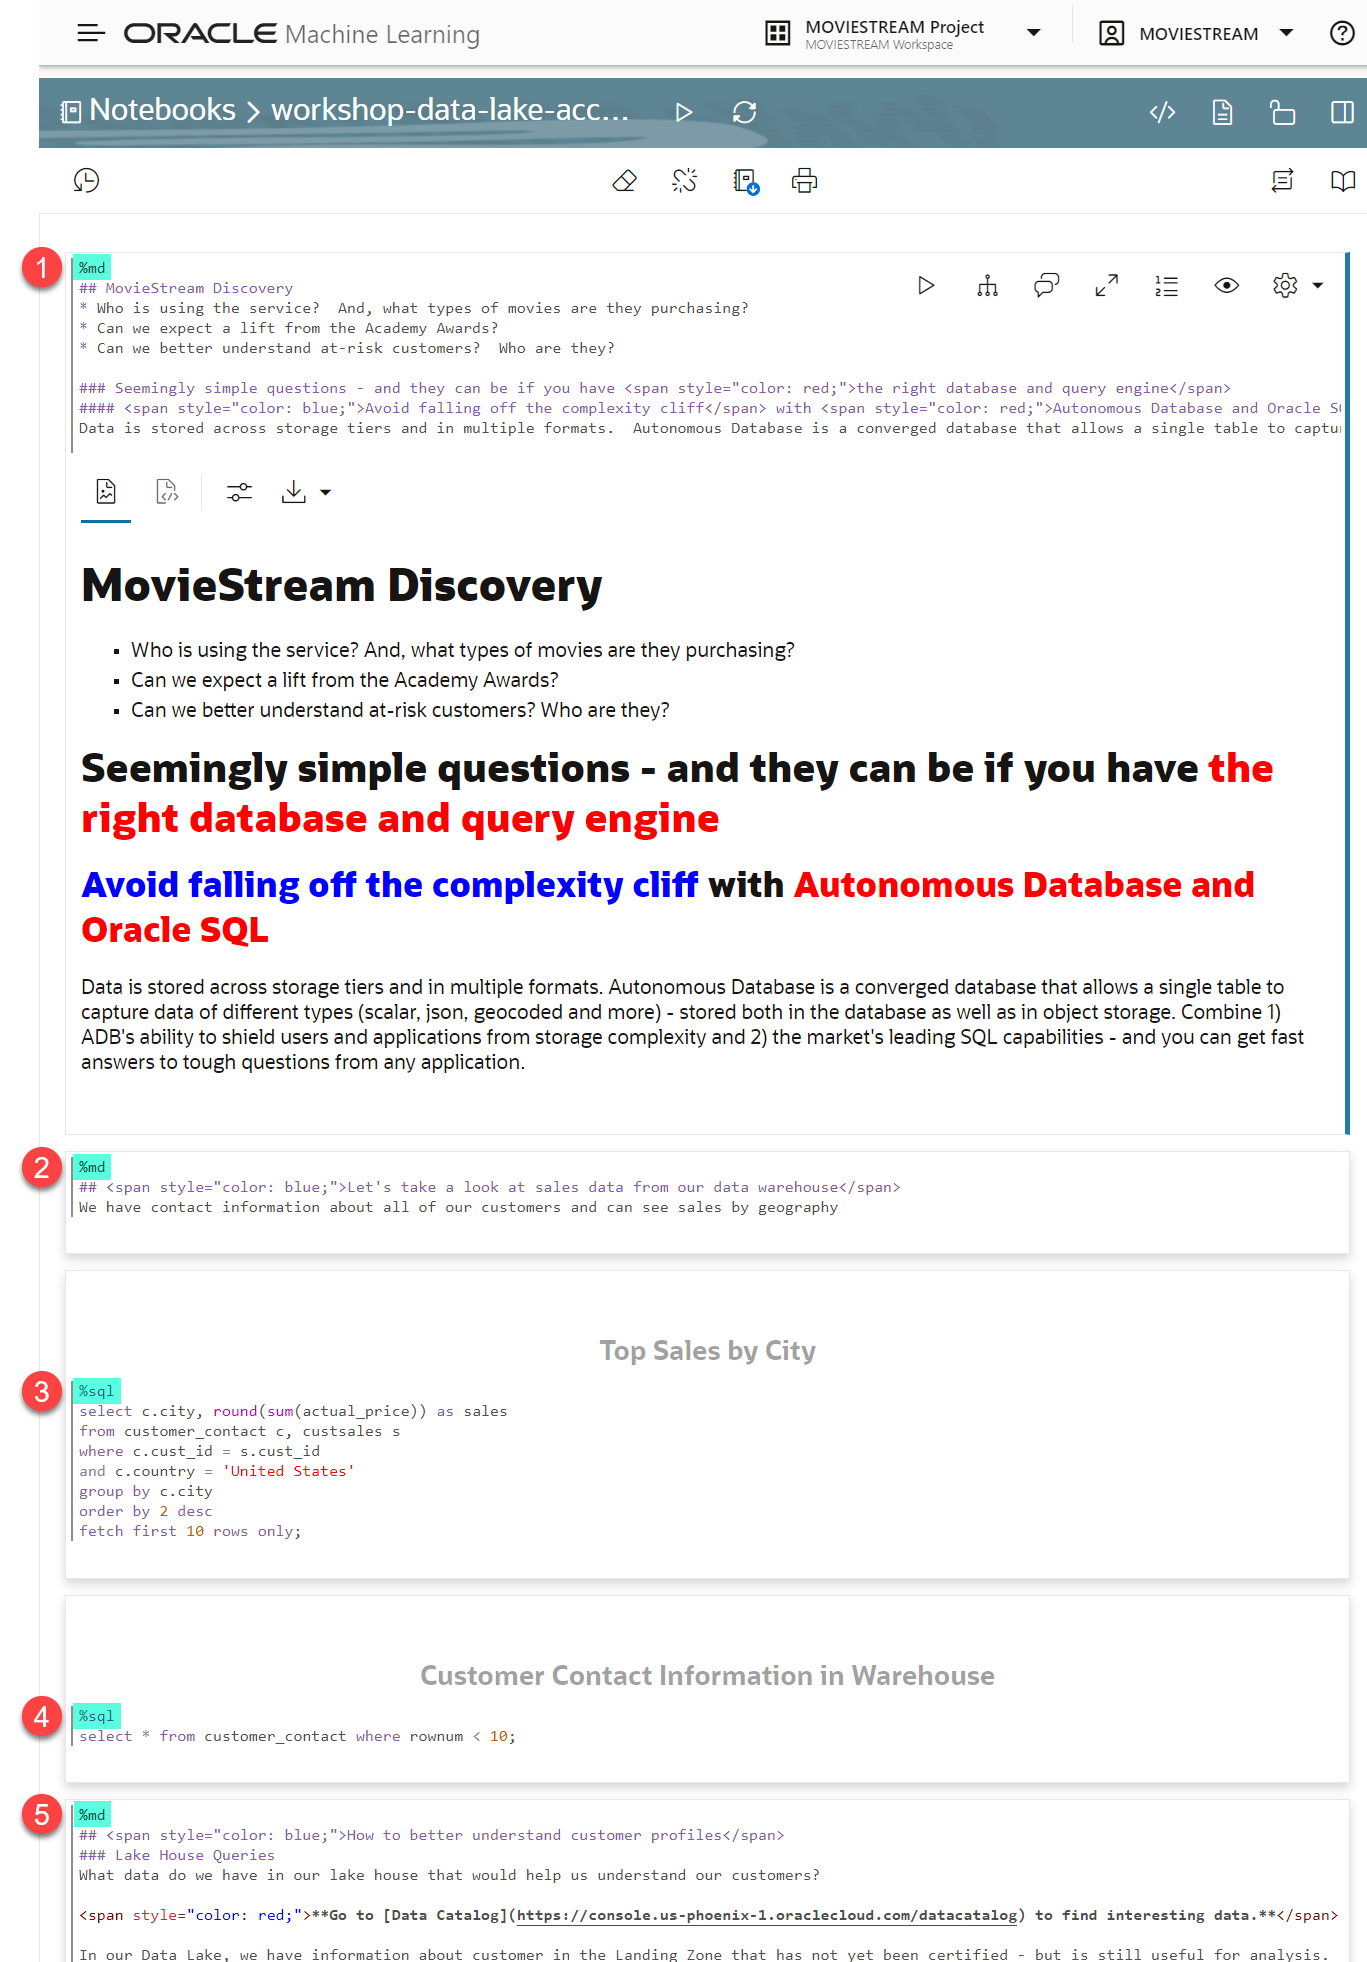 ORACLE Machine Learning
MOVIESTREAM Project
MOVIESTREAM Workspace
MOVIESTREAM
Notebooks > workshop-data-lake-acc...
1
%md
## MovieStream Discovery
* Who is using the service?  And, what types of movies are they purchasing?
* Can we expect a lift from the Academy Awards?
* Can we better understand at-risk customers?  Who are they?
### Seemingly simple questions - and they can be if you have <span style="color: red;">the right database and query engine</span>
#### <span style="color: blue;">Avoid falling off the complexity cliff</span> with <span style="color: red;">Autonomous Database and Oracle
Data is stored across storage tiers and in multiple formats.  Autonomous Database is a converged database that allows a single table to
MovieStream Discovery
▪ Who is using the service? And, what types of movies are they purchasing?
▪ Can we expect a lift from the Academy Awards?
▪ Can we better understand at-risk customers? Who are they?
Seemingly simple questions - and they can be if you have the
right database and query engine
Avoid falling off the complexity cliff with Autonomous Database and
Oracle SQL
Data is stored across storage tiers and in multiple formats. Autonomous Database is a converged database that allows a single table to
capture data of different types (scalar, json, geocoded and more) - stored both in the database as well as in object storage. Combine 1)
ADB's ability to shield users and applications from storage complexity and 2) the market's leading SQL capabilities - and you can get fast
answers to tough questions from any application.
2
%md
## <span style="color: blue;">Let's take a look at sales data from our data warehouse</span>
We have contact information about all of our customers and can see sales by geography
Top Sales by City
3
%sql
select c.city, round(sum(actual_price)) as sales
from customer_contact c, custsales s
where c.cust_id = s.cust_id
and c.country = 'United States'
group by c.city
order by 2 desc
fetch first 10 rows only;
Customer Contact Information in Warehouse
4
%sql
select * from customer_contact where rownum < 10;
5
%md
## <span style="color: blue;">How to better understand customer profiles</span>
### Lake House Queries
What data do we have in our lake house that would help us understand our customers?
<span style="color: red;">**Go to [Data Catalog](https://console.us-phoenix-1.oraclecloud.com/datacatalog) to find interesting data.**</span>
In our Data Lake, we have information about customer in the Landing Zone that has not yet been certified - but is still useful for analysis.